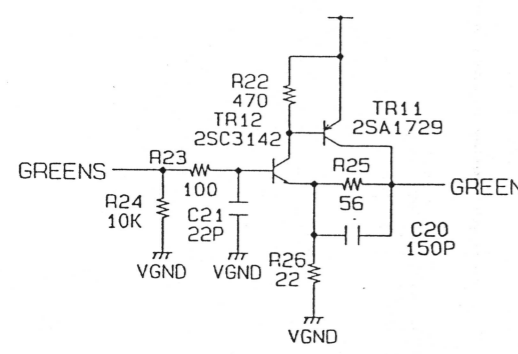 R22
470
TR12
2SC3142
TR11
2SA1729
GREENS
R23
100
R25
56
GREEN
R24
10K
C21
22P
C20
150P
R26
22
VGND
VGND
VGND